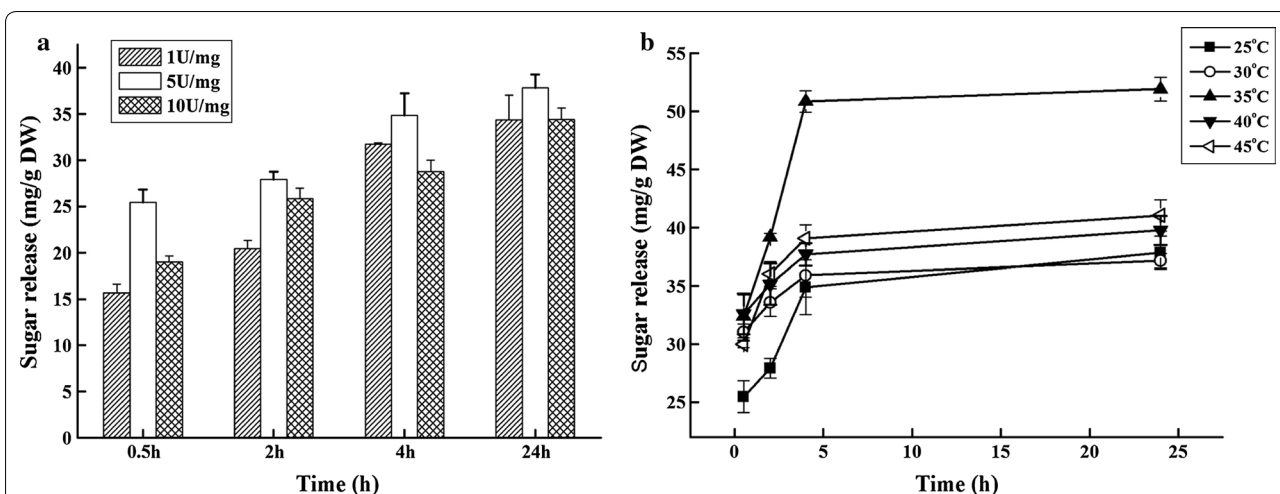 a
1U/mg
5U/mg
10U/mg
Sugar release (mg/g DW)
40
35
30
25
20
15
10
5
0
0.5h 2h 4h 24h
Time (h)
b
25°C
30°C
35°C
40°C
45°C
Sugar release (mg/g DW)
55
50
45
40
35
30
25
0 5 10 15 20 25
Time (h)